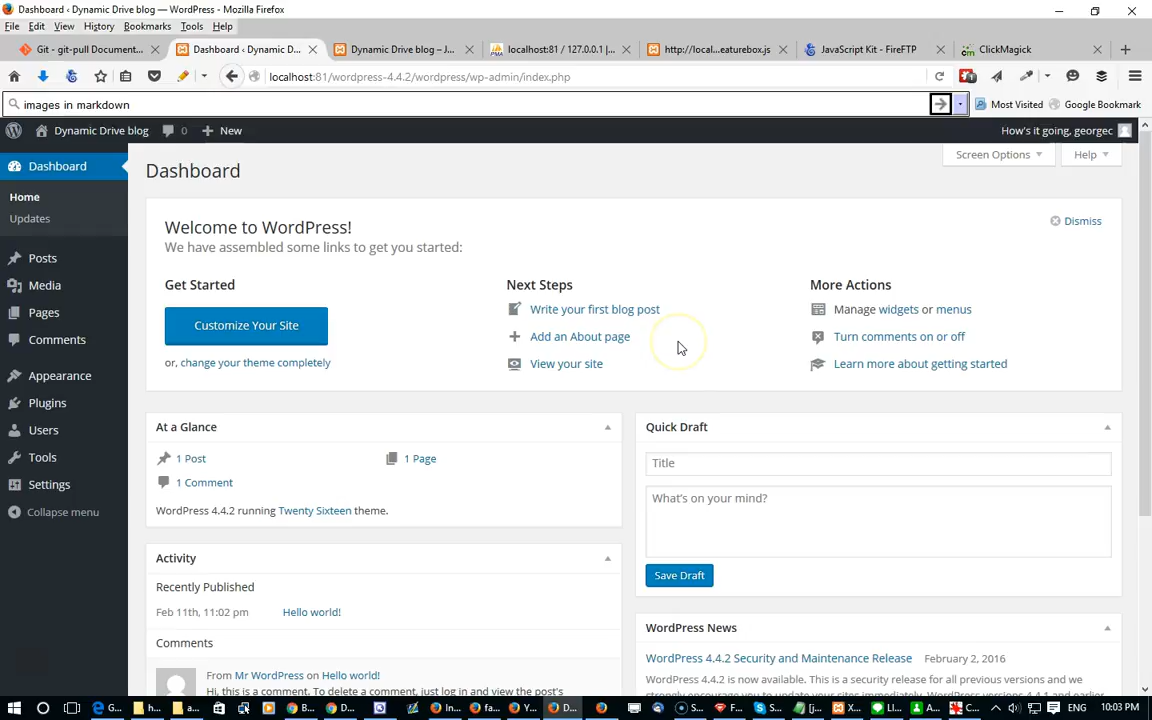 Dashboard ‹ Dynamic Drive blog — WordPress - Mozilla Firefox
File Edit View History Bookmarks Tools Help
Git - git-pull Document...
Dashboard ‹ Dynamic D...
Dynamic Drive blog – J...
localhost:81 / 127.0.0.1 |...
http://local...eaturebox.js
JavaScript Kit - FireFTP
ClickMagick
localhost:81/wordpress-4.4.2/wordpress/wp-admin/index.php
images in markdown
Most Visited
Google Bookmark
Dynamic Drive blog 0 New
How's it going, georgec
Dashboard
Home
Updates
Posts
Media
Pages
Comments
Appearance
Plugins
Users
Tools
Settings
Collapse menu
Screen Options
Help
Dashboard
Welcome to WordPress!
We have assembled some links to get you started:
Dismiss
Get Started
Customize Your Site
or, change your theme completely
Next Steps
Write your first blog post
Add an About page
View your site
More Actions
Manage widgets or menus
Turn comments on or off
Learn more about getting started
At a Glance
1 Post
1 Page
1 Comment
WordPress 4.4.2 running Twenty Sixteen theme.
Activity
Recently Published
Feb 11th, 11:02 pm Hello world!
Comments
From Mr WordPress on Hello world!
Hi, this is a comment. To delete a comment, just log in and view the post's
Quick Draft
Title
What's on your mind?
Save Draft
WordPress News
WordPress 4.4.2 Security and Maintenance Release February 2, 2016
WordPress 4.4.2 is now available. This is a security release for all previous versions and we
G... h... a... B... D... In... fa... Y... D... S... F... S... [j... X... Ll... A... C...
ENG
10:03 PM